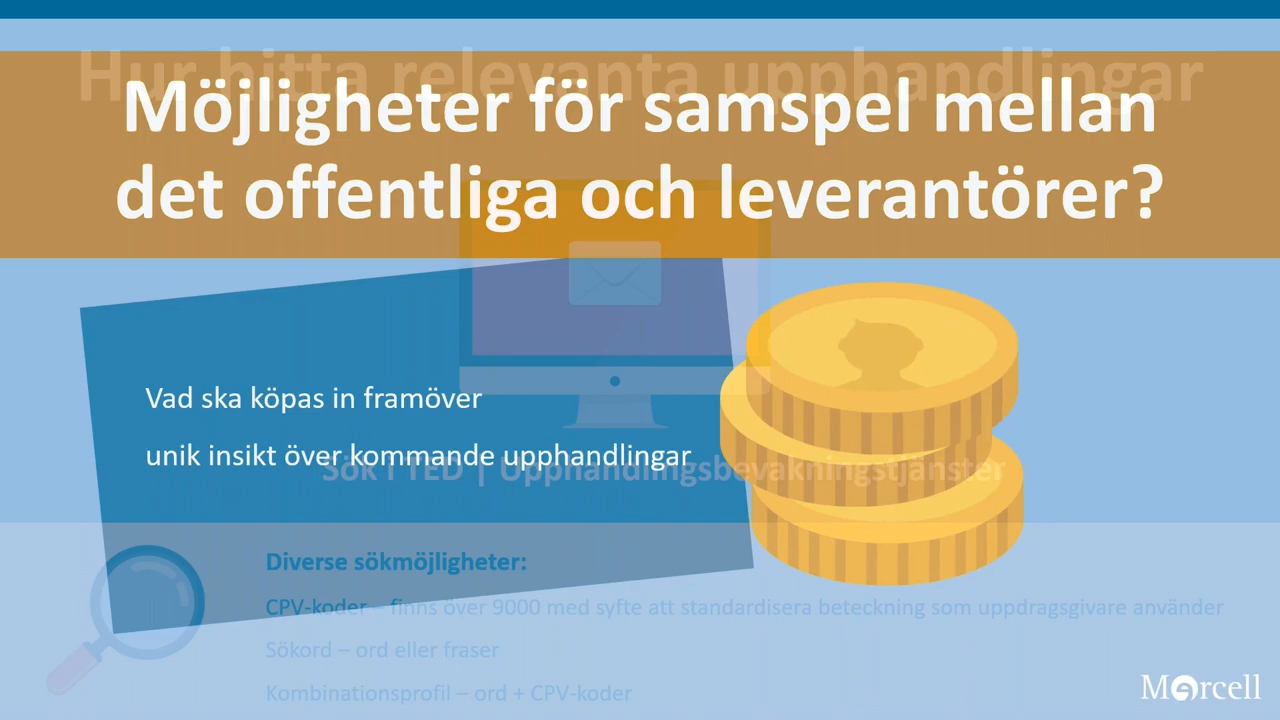 Hur hitta relevanta upphandlingar
Möjligheter för samspel mellan
det offentliga och leverantörer?
Vad ska köpas in framöver
unik insikt över kommande upphandlingar
Sök i TED | Upphandlingsbevakningstjänster
Diverse sökmöjligheter:
CPV-koder – finns över 9000 med syfte att standardisera beteckning som uppdragsgivare använder
Sökord – ord eller fraser
Kombinationsprofil – ord + CPV-koder
Mercell